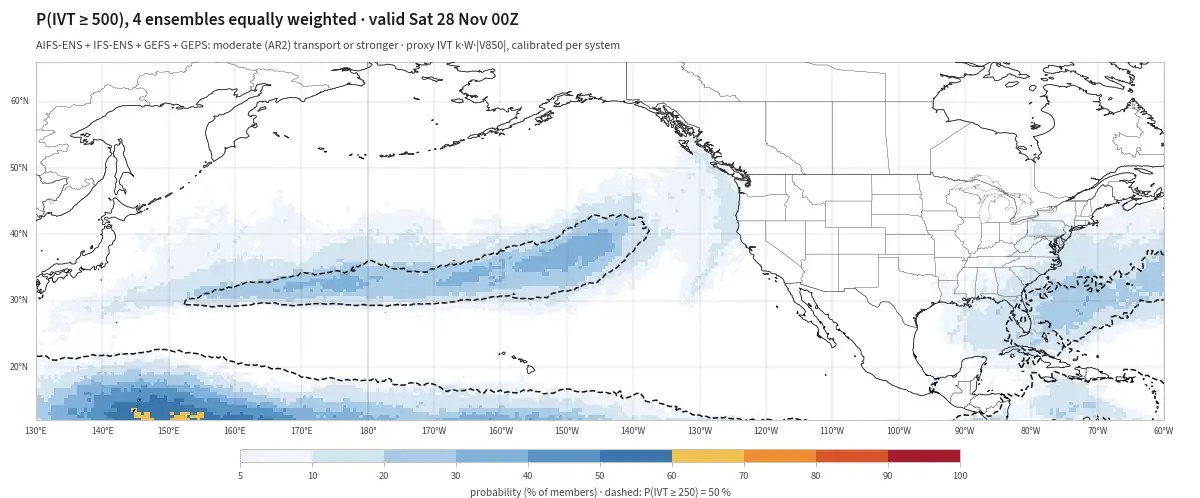 P(IVT ≥ 500), 4 ensembles equally weighted · valid Sat 28 Nov 00Z
AIFS-ENS + IFS-ENS + GEFS + GEPS: moderate (AR2) transport or stronger · proxy IVT k·W·|V850|, calibrated per system
60°N
50°N
40°N
30°N
20°N
130°E 140°E 150°E 160°E 170°E 180° 170°W 160°W 150°W 140°W 130°W 120°W 110°W 100°W 90°W 80°W 70°W 60°W
5 10 20 30 40 50 60 70 80 90 100
probability (% of members) · dashed: P(IVT ≥ 250) = 50 %